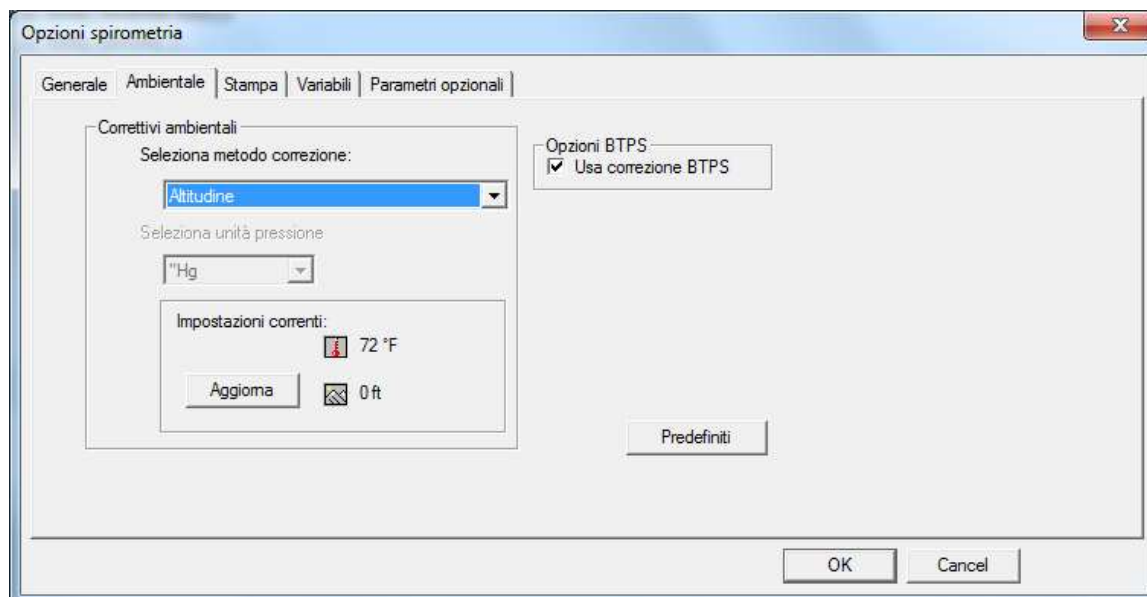 Opzioni spirometria
Generale Ambientale Stampa Variabili Parametri opzionali
Correttivi ambientali
Seleziona metodo correzione:
Altitudine
Seleziona unità pressione
"Hg
Impostazioni correnti:
72 °F
Aggiorna
0 ft
Opzioni BTPS
Usa correzione BTPS
Predefiniti
OK Cancel